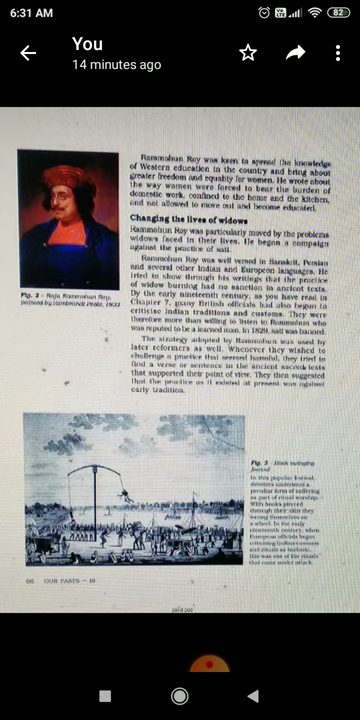 6:31 AM
82
You
14 minutes ago
Rammohun Roy was keen to spread the knowledge
of Western education in the country and bring about
greater freedom and equality for women. He wrote about
the way women were forced to bear the burden of
domestic work, confined to the home and the kitchen,
and not allowed to move out and become educated.
Changing the lives of widows
Rammohun Roy was particularly moved by the problems
widows faced in their lives. He began a campaign
against the practice of sati.
Rammohun Roy was well versed in Sanskrit, Persian
and several other Indian and European languages. He
tried to show through his writings that the practice
of widow burning had no sanction in ancient texts.
By the early nineteenth century, as you have read in
Chapter 7, many British officials had also begun to
criticise Indian traditions and customs. They were
therefore more than willing to listen to Rammohun who
was reputed to be a learned man. In 1829, sati was banned.
The strategy adopted by Rammohun was used by
later reformers as well. Whenever they wished to
challenge a practice that seemed harmful, they tried to
find a verse or sentence in the ancient sacred texts
that supported their point of view. They then suggested
that the practice as it existed at present was against
early tradition.
Fig. 2 – Raja Rammohun Roy,
painted by Rembrandt Peale, 1833
Fig. 3 – Hook swinging
festival
In this popular festival,
devotees underwent a
peculiar form of suffering
as part of ritual worship.
With hooks pierced
through their skin they
swung themselves on
a wheel. In the early
nineteenth century, when
European officials began
criticising Indian customs
and rituals as barbaric,
this was one of the rituals
that came under attack.
96 OUR PASTS – III